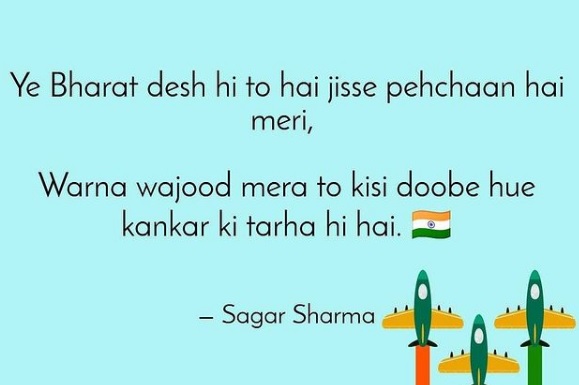 Ye Bharat desh hi to hai jisse pehchaan hai
meri,
Warna wajood mera to kisi doobe hue
kankar ki tarha hi hai. 🇮🇳
– Sagar Sharma